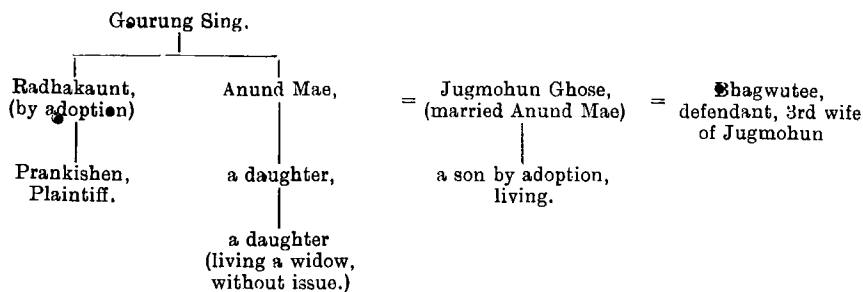 Gourung Sing.
Radhakaunt,
(by adoption)
Anund Mae,
= Jugmohun Ghose,
(married Anund Mae)
= Bhagwutee,
defendant, 3rd wife
of Jugmohun
Prankishen,
Plaintiff.
a daughter,
a son by adoption,
living.
a daughter
(living a widow,
without issue.)